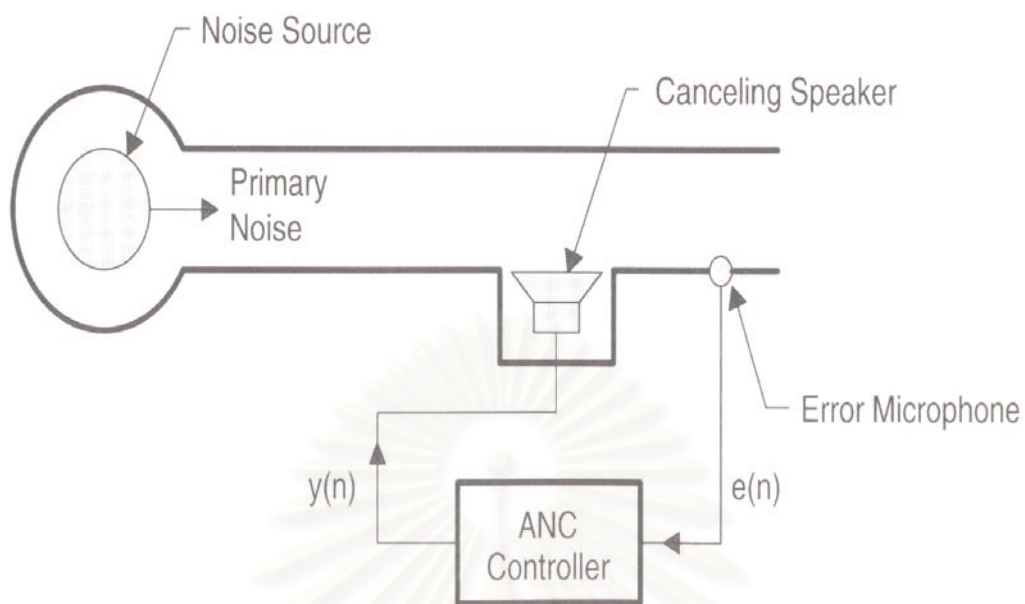 Noise Source
Canceling Speaker
Primary
Noise
Error Microphone
y(n)
e(n)
ANC
Controller